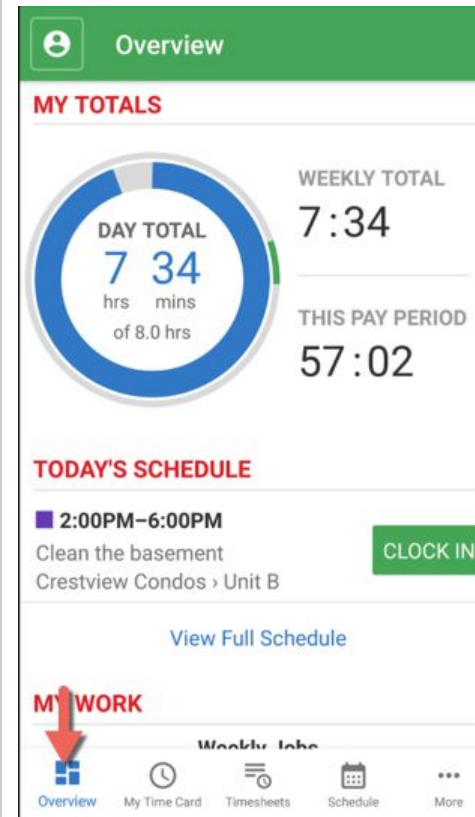 Overview
MY TOTALS
DAY TOTAL
7 34
hrs mins
of 8.0 hrs
WEEKLY TOTAL
7:34
THIS PAY PERIOD
57:02
TODAY'S SCHEDULE
2:00PM–6:00PM
Clean the basement
Crestview Condos › Unit B
CLOCK IN
View Full Schedule
MY WORK
Weekly Jobs
Overview My Time Card Timesheets Schedule More